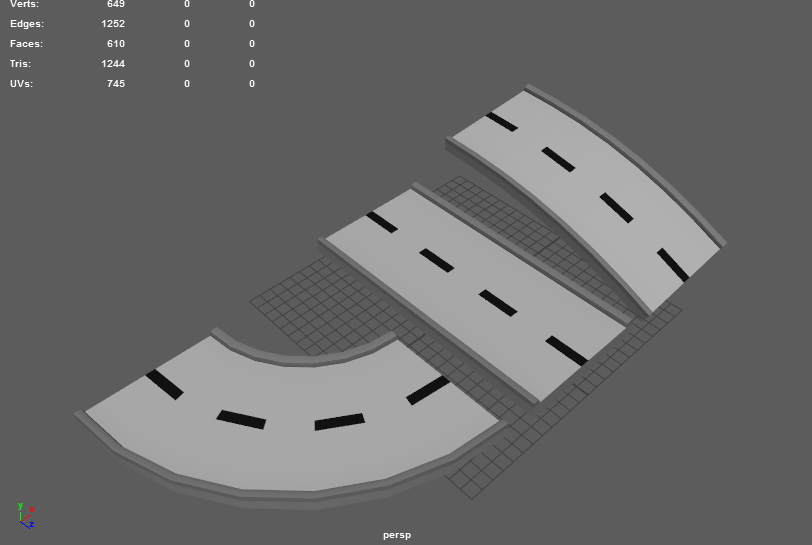 Verts: 649 0 0
Edges: 1252 0 0
Faces: 610 0 0
Tris: 1244 0 0
UVs: 745 0 0
y
x
z
persp